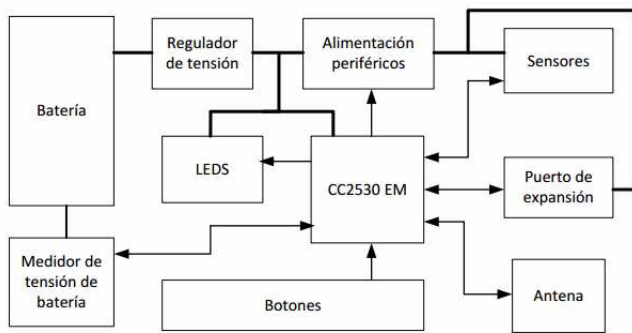 Regulador
de tensión
Alimentación
periféricos
Sensores
Batería
LEDS
CC2530 EM
Puerto de
expansión
Medidor de
tensión de
batería
Botones
Antena